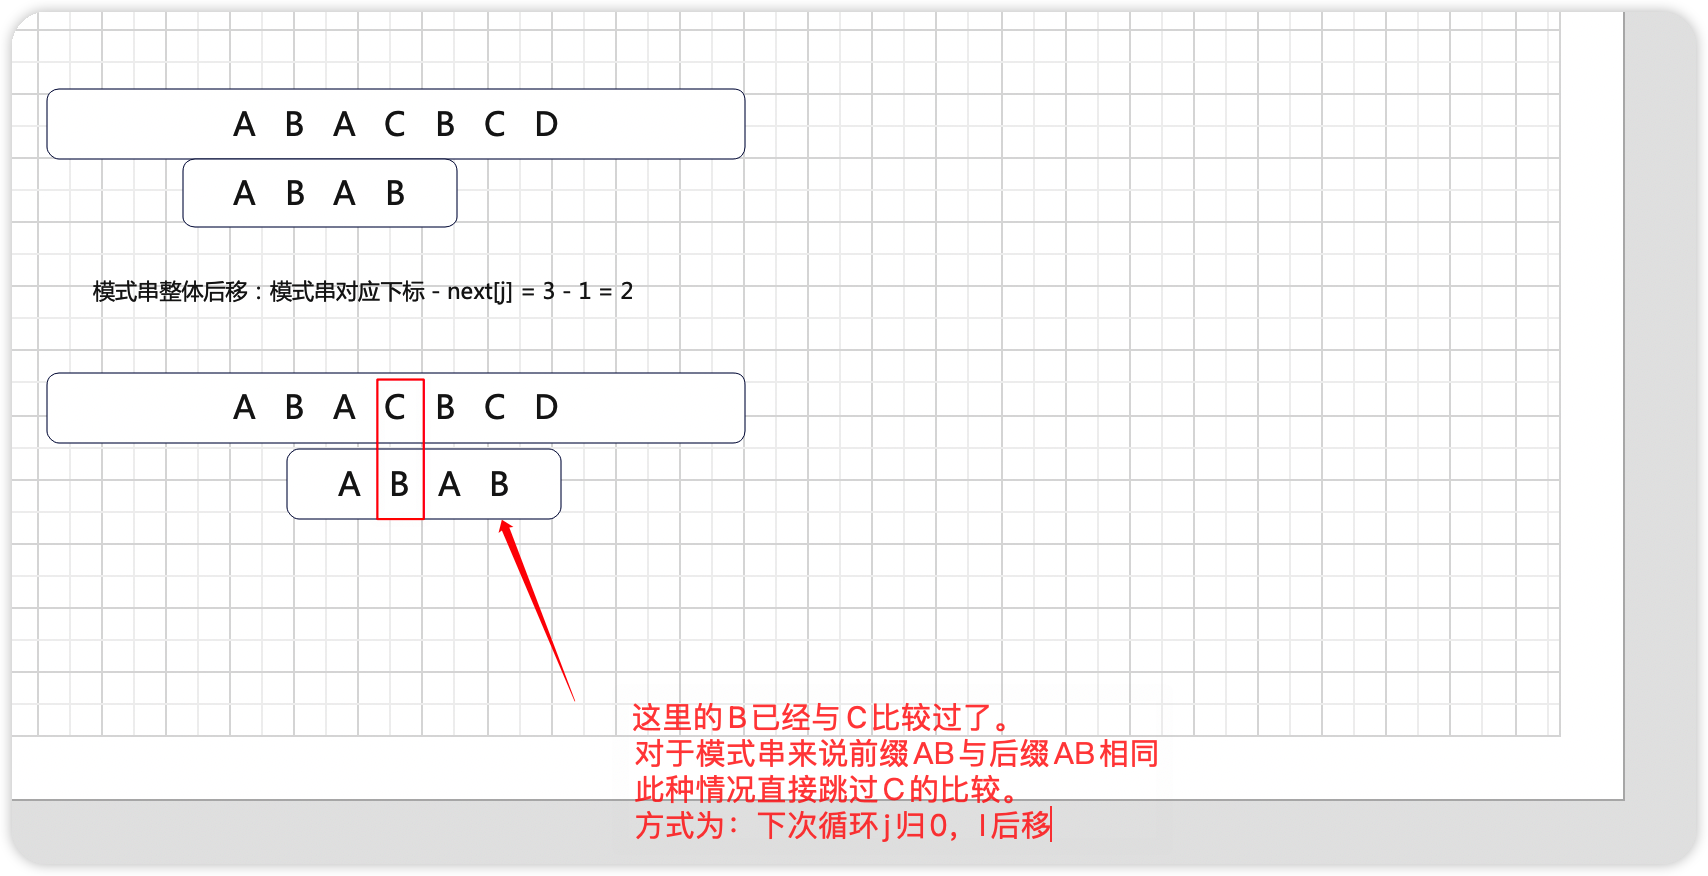 A B A C B C D
A B A B
模式串整体后移：模式串对应下标 - next[j] = 3 - 1 = 2
A B A C B C D
A B A B
这里的B已经与C比较过了。
对于模式串来说前缀AB与后缀AB相同
此种情况直接跳过C的比较。
方式为：下次循环j归0，I后移